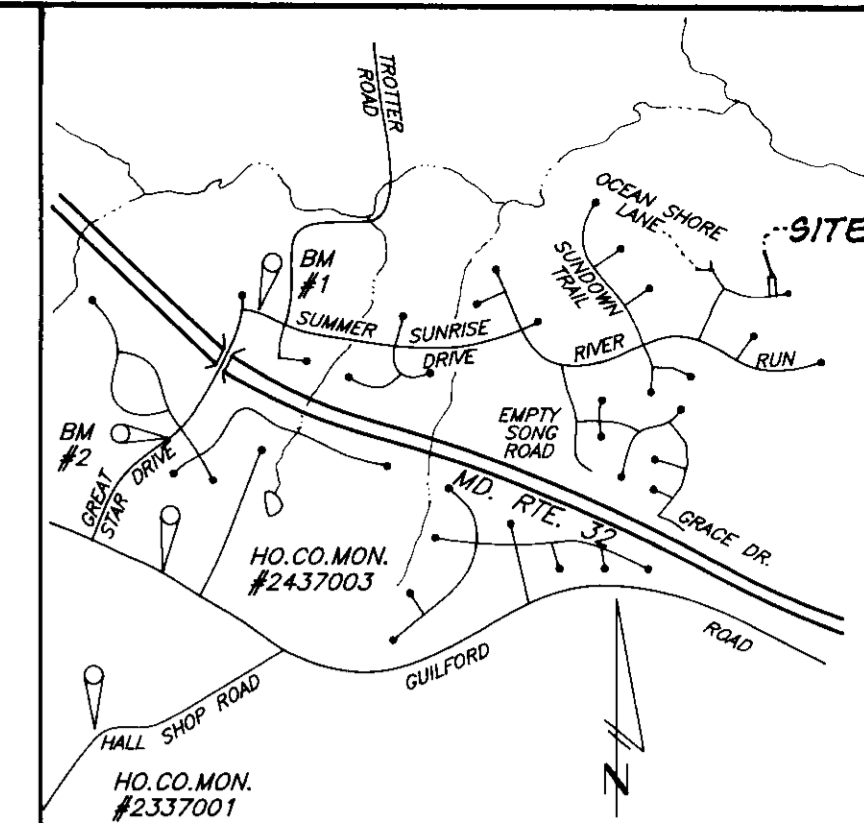 TROTTER
ROAD
OCEAN SHORE
LANE
SITE
BM
#1
SUNDOWN
TRAIL
SUMMER SUNRISE
DRIVE
RIVER RUN
BM
#2
EMPTY
SONG
ROAD
GREAT
STAR DRIVE
MD. RTE. 32
GRACE DR.
HO.CO.MON.
#2437003
GUILFORD ROAD
HALL SHOP ROAD
N
HO.CO.MON.
#2337001